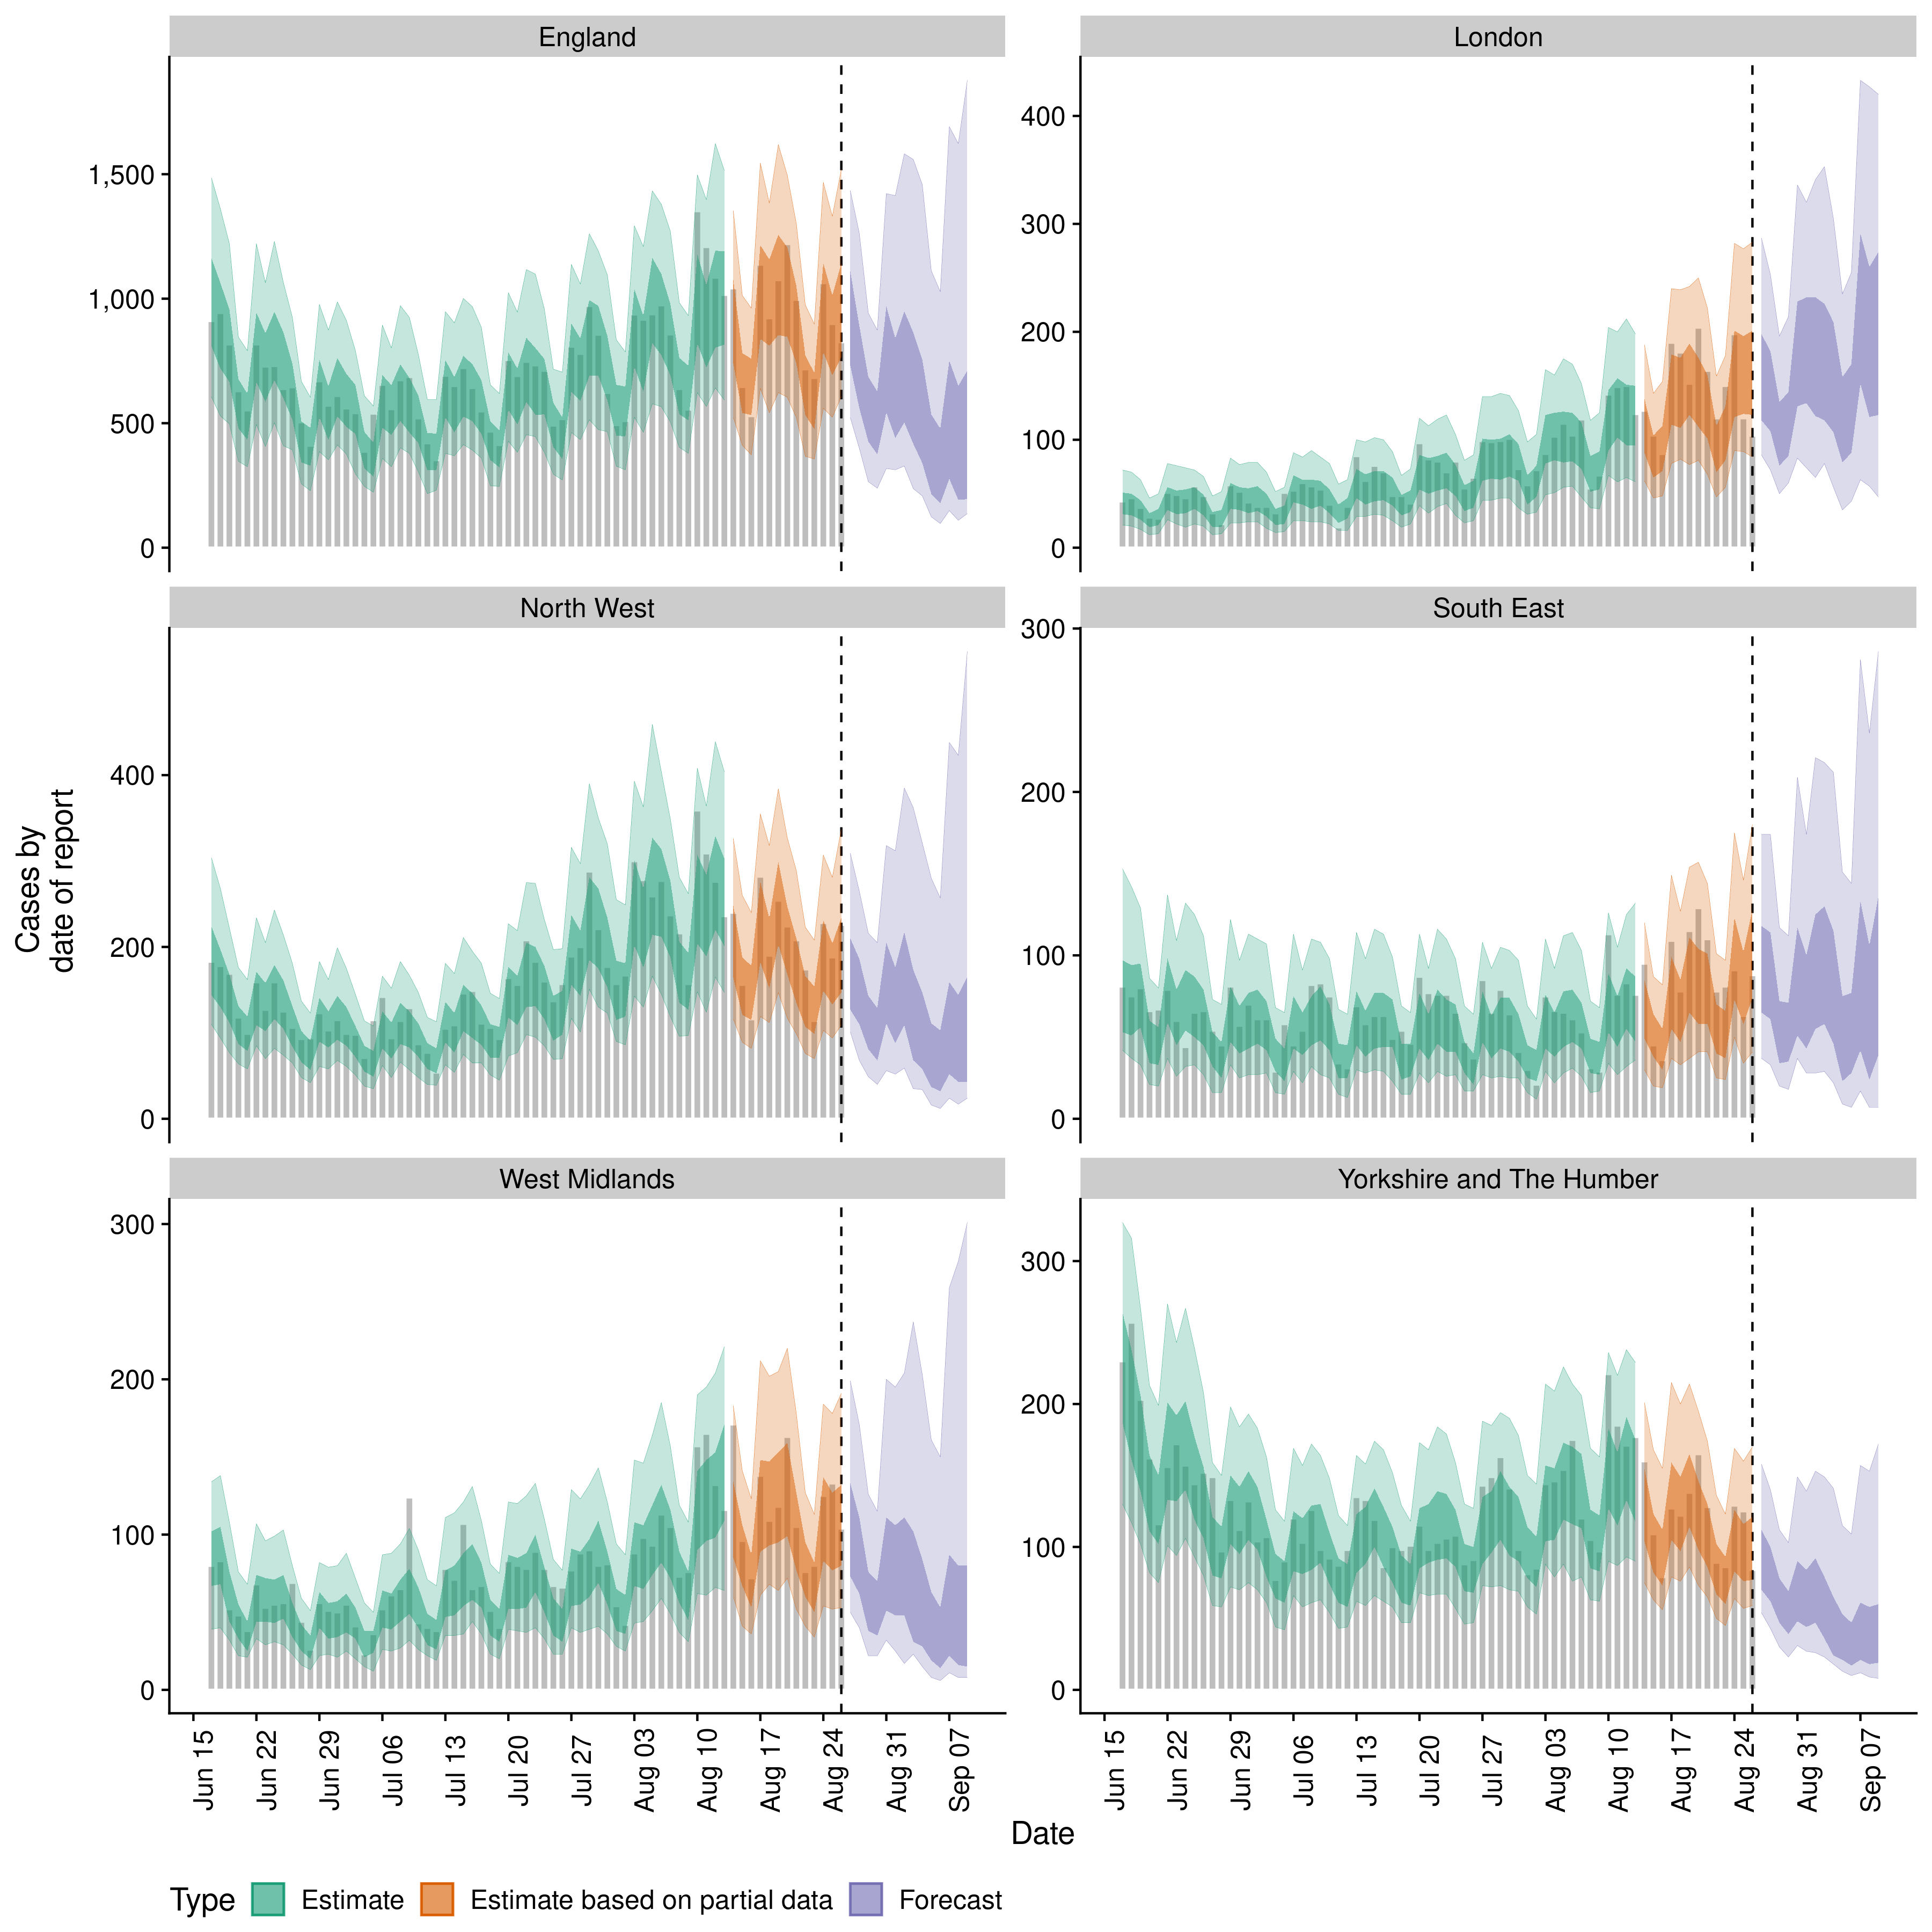 England
London
1,500
1,000
500
0
400
300
200
100
0
North West
South East
400
200
0
300
200
100
0
Cases by
date of report
West Midlands
Yorkshire and The Humber
300
200
100
0
300
200
100
0
Jun 15
Jun 22
Jun 29
Jul 06
Jul 13
Jul 20
Jul 27
Aug 03
Aug 10
Aug 17
Aug 24
Aug 31
Sep 07
Jun 15
Jun 22
Jun 29
Jul 06
Jul 13
Jul 20
Jul 27
Aug 03
Aug 10
Aug 17
Aug 24
Aug 31
Sep 07
Date
Type Estimate Estimate based on partial data Forecast